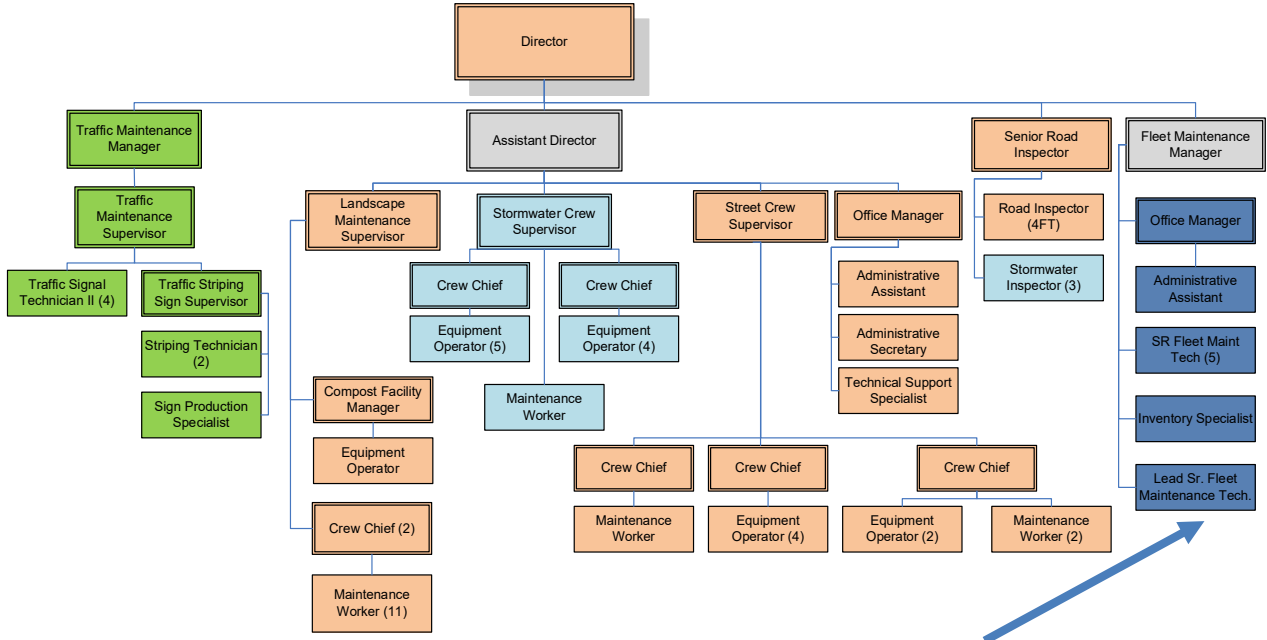 Director
Traffic Maintenance
Manager
Assistant Director
Senior Road
Inspector
Fleet Maintenance
Manager
Traffic
Maintenance
Supervisor
Landscape
Maintenance
Supervisor
Stormwater Crew
Supervisor
Street Crew
Supervisor
Office Manager
Road Inspector
(4FT)
Office Manager
Traffic Signal
Technician II (4)
Traffic Striping
Sign Supervisor
Crew Chief
Crew Chief
Administrative
Assistant
Stormwater
Inspector (3)
Administrative
Assistant
Striping Technician
(2)
Equipment
Operator (5)
Equipment
Operator (4)
Administrative
Secretary
SR Fleet Maint
Tech (5)
Sign Production
Specialist
Compost Facility
Manager
Maintenance
Worker
Technical Support
Specialist
Inventory Specialist
Equipment
Operator
Crew Chief
Crew Chief
Crew Chief
Lead Sr. Fleet
Maintenance Tech.
Crew Chief (2)
Maintenance
Worker
Equipment
Operator (4)
Equipment
Operator (2)
Maintenance
Worker (2)
Maintenance
Worker (11)